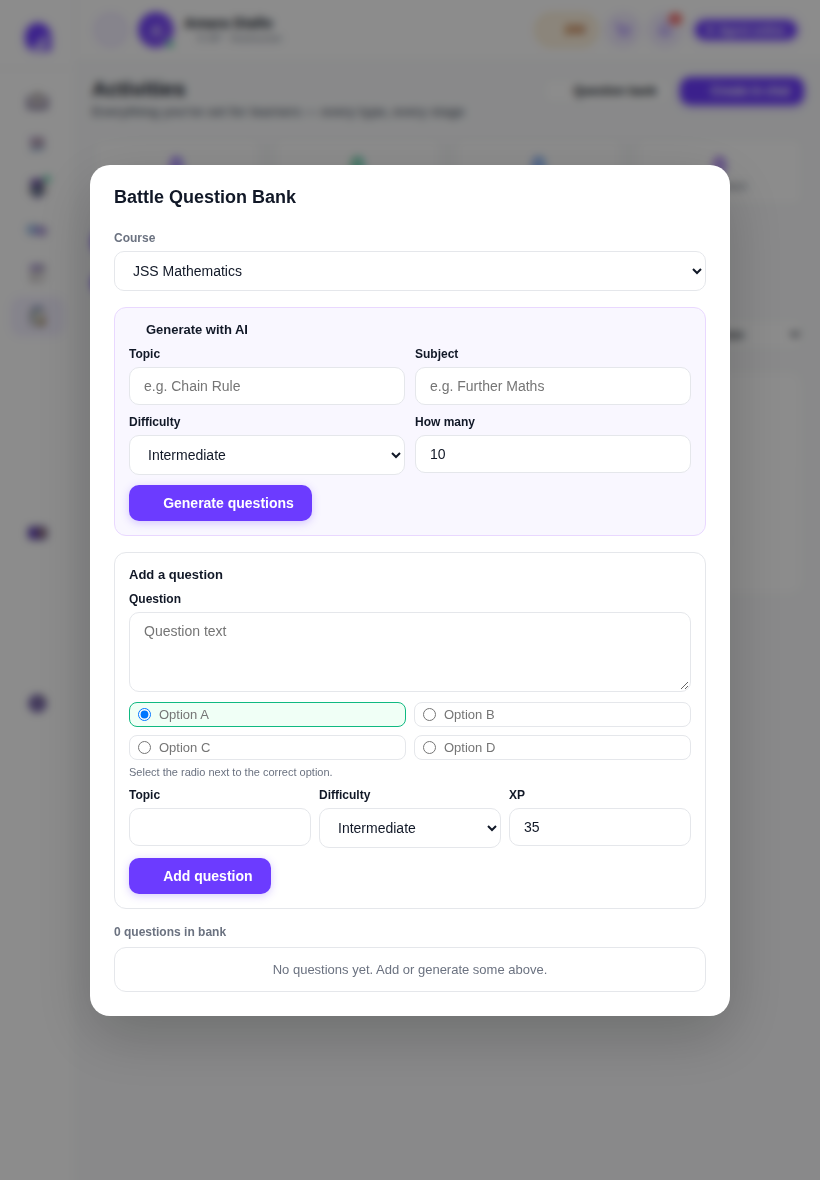 Activities
Question bank
Battle Question Bank
Course
JSS Mathematics
Generate with AI
Topic Subject
e.g. Chain Rule e.g. Further Maths
Difficulty How many
Intermediate 10
Generate questions
Add a question
Question
Question text
Option A Option B
Option C Option D
Select the radio next to the correct option.
Topic Difficulty XP
Intermediate 35
Add question
0 questions in bank
No questions yet. Add or generate some above.